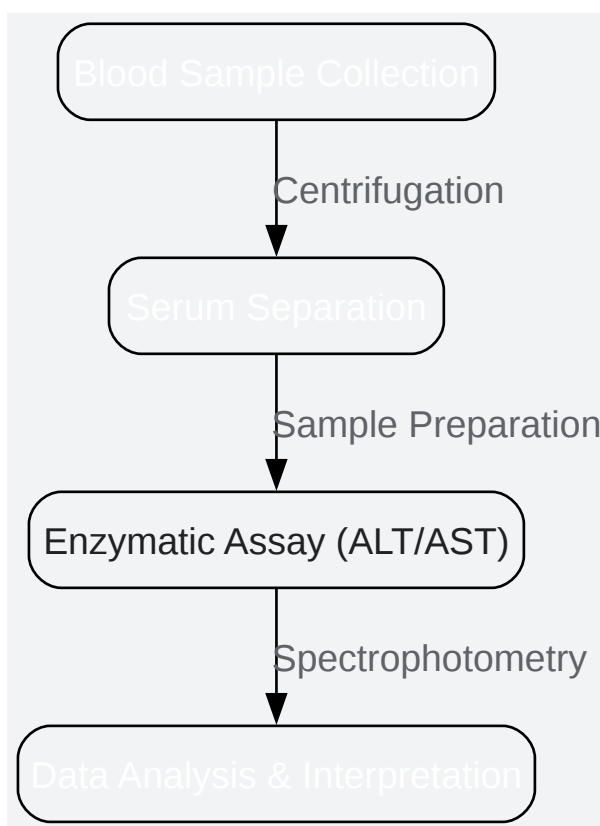 Blood Sample Collection
Centrifugation
Serum Separation
Sample Preparation
Enzymatic Assay (ALT/AST)
Spectrophotometry
Data Analysis & Interpretation